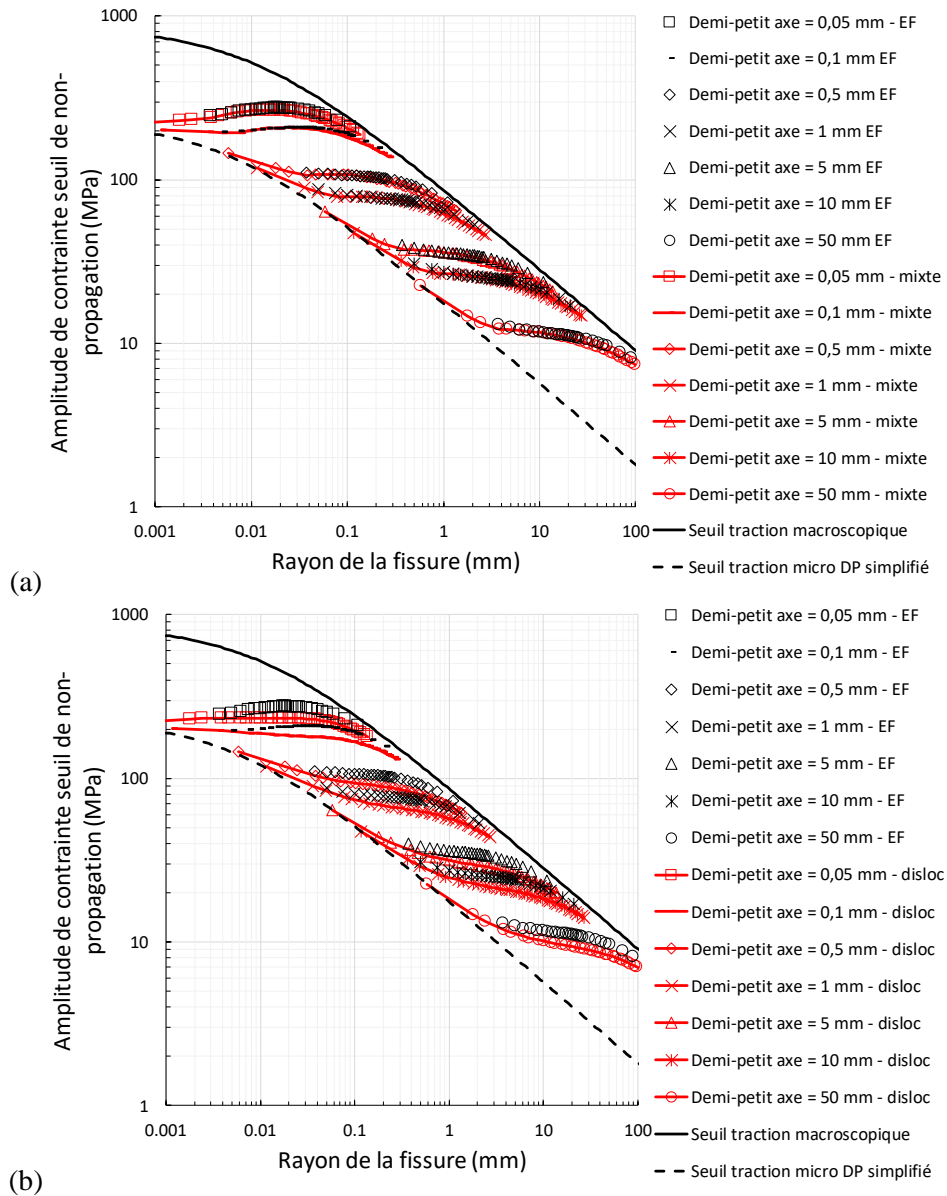 1000
100
10
1
0.001
0.01
0.1
1
10
100
Amplitude de contrainte seuil de non-
propagation (MPa)
Rayon de la fissure (mm)
Demi-petit axe = 0,05 mm - EF
Demi-petit axe = 0,1 mm EF
Demi-petit axe = 0,5 mm EF
Demi-petit axe = 1 mm EF
Demi-petit axe = 5 mm EF
Demi-petit axe = 10 mm EF
Demi-petit axe = 50 mm EF
Demi-petit axe = 0,05 mm - mixte
Demi-petit axe = 0,1 mm - mixte
Demi-petit axe = 0,5 mm - mixte
Demi-petit axe = 1 mm - mixte
Demi-petit axe = 5 mm - mixte
Demi-petit axe = 10 mm - mixte
Demi-petit axe = 50 mm - mixte
Seuil traction macroscopique
Seuil traction micro DP simplifié
(a)
1000
100
10
1
0.001
0.01
0.1
1
10
100
Amplitude de contrainte seuil de non-
propagation (MPa)
Rayon de la fissure (mm)
Demi-petit axe = 0,05 mm - EF
Demi-petit axe = 0,1 mm - EF
Demi-petit axe = 0,5 mm - EF
Demi-petit axe = 1 mm - EF
Demi-petit axe = 5 mm - EF
Demi-petit axe = 10 mm - EF
Demi-petit axe = 50 mm - EF
Demi-petit axe = 0,05 mm - disloc
Demi-petit axe = 0,1 mm - disloc
Demi-petit axe = 0,5 mm - disloc
Demi-petit axe = 1 mm - disloc
Demi-petit axe = 5 mm - disloc
Demi-petit axe = 10 mm - disloc
Demi-petit axe = 50 mm - disloc
Seuil traction macroscopique
Seuil traction micro DP simplifié
(b)